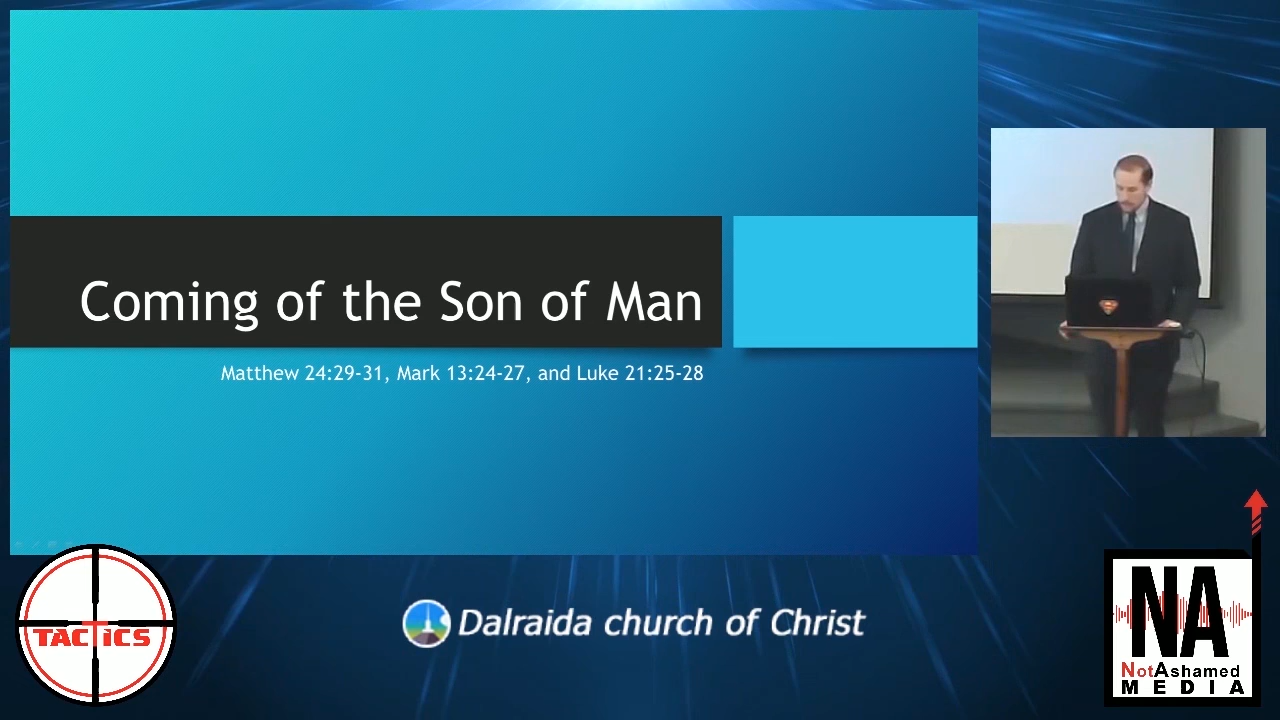 Coming of the Son of Man
Matthew 24:29-31, Mark 13:24-27, and Luke 21:25-28
TACTICS
Dalraida church of Christ
NA
NotAshamed
MEDIA